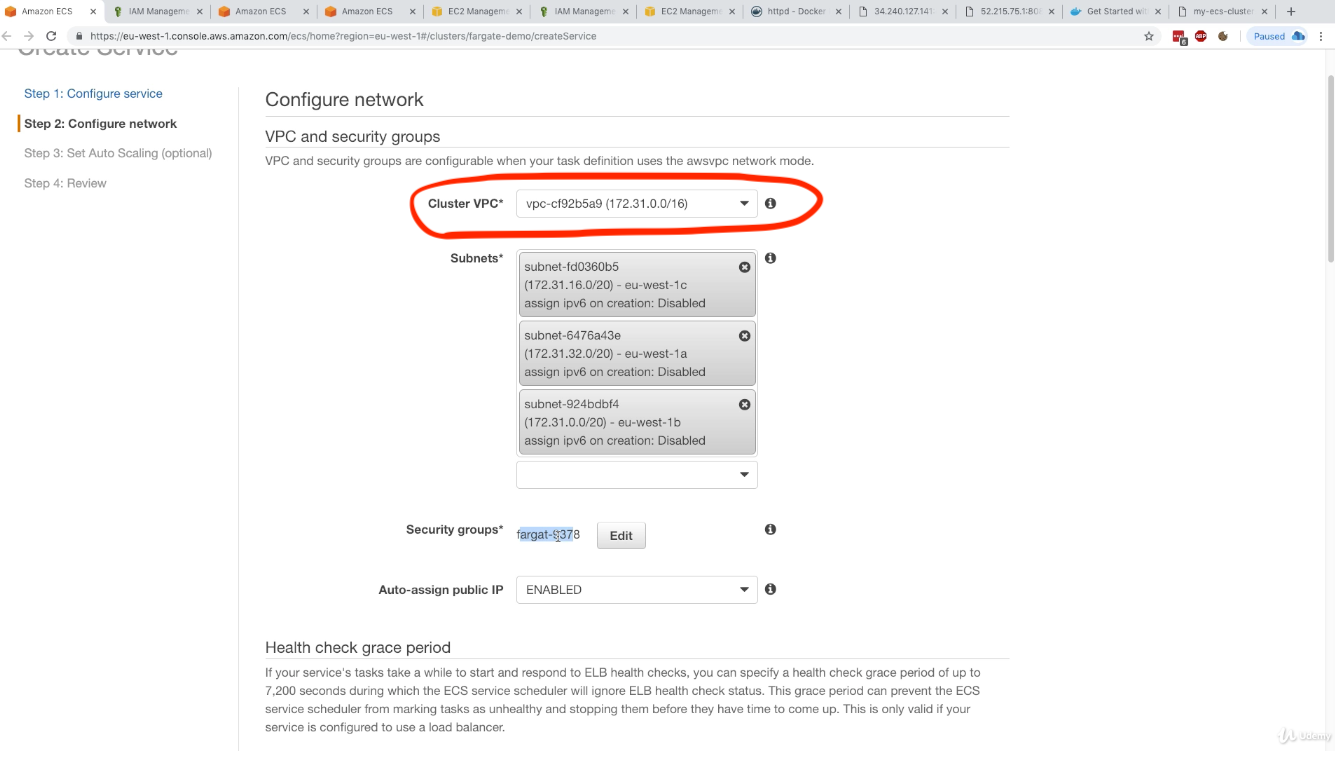 Amazon ECS
IAM Manageme
Amazon ECS
Amazon ECS
EC2 Manageme
IAM Manageme
EC2 Manageme
httpd - Docker
34.240.127.141
52.215.75.1:80
Get Started wit
my-ecs-cluster
https://eu-west-1.console.aws.amazon.com/ecs/home?region=eu-west-1#/clusters/fargate-demo/createService
6
ABP
Paused
Create Service
Step 1: Configure service
Step 2: Configure network
Step 3: Set Auto Scaling (optional)
Step 4: Review
Configure network
VPC and security groups
VPC and security groups are configurable when your task definition uses the awsvpc network mode.
Cluster VPC* vpc-cf92b5a9 (172.31.0.0/16)
Subnets*
subnet-fd0360b5
(172.31.16.0/20) - eu-west-1c
assign ipv6 on creation: Disabled
subnet-6476a43e
(172.31.32.0/20) - eu-west-1a
assign ipv6 on creation: Disabled
subnet-924bdbf4
(172.31.0.0/20) - eu-west-1b
assign ipv6 on creation: Disabled
Security groups* fargat-9378 Edit
Auto-assign public IP ENABLED
Health check grace period
If your service's tasks take a while to start and respond to ELB health checks, you can specify a health check grace period of up to
7,200 seconds during which the ECS service scheduler will ignore ELB health check status. This grace period can prevent the ECS
service scheduler from marking tasks as unhealthy and stopping them before they have time to come up. This is only valid if your
service is configured to use a load balancer.
Udemy